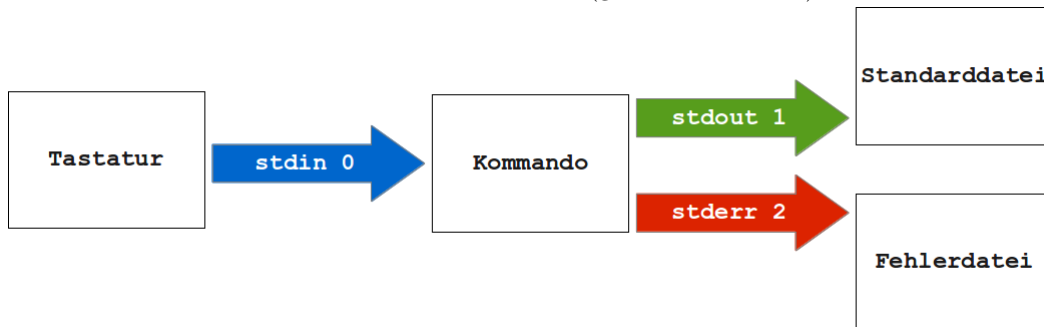 Tastatur
stdin 0
Kommando
stdout 1
stderr 2
Standarddatei
Fehlerdatei